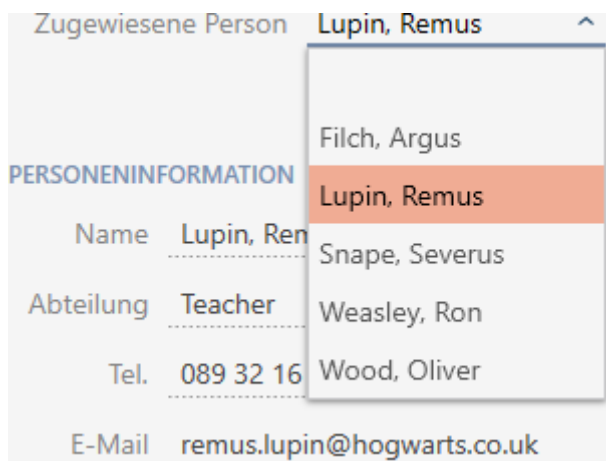 Zugewiesene Person Lupin, Remus
Filch, Argus
PERSONENINFORMATION
Lupin, Remus
Name Lupin, Rem
Snape, Severus
Abteilung Teacher
Weasley, Ron
Tel. 089 32 16
Wood, Oliver
E-Mail remus.lupin@hogwarts.co.uk